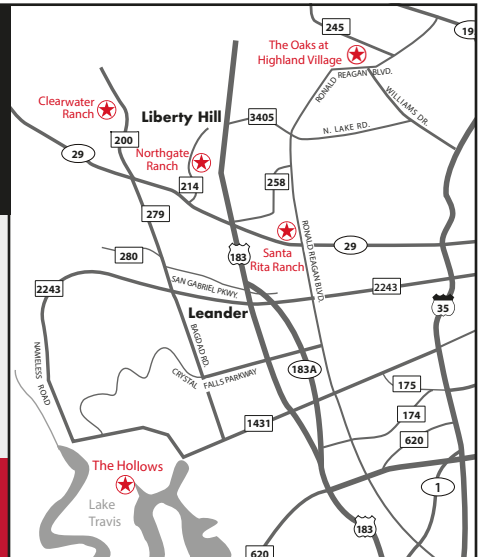 245
19
The Oaks at
Highland Village
RONALD REAGAN BLVD.
WILLIAMS DR.
Clearwater
Ranch
Liberty Hill
3405
N. LAKE RD.
200
29
Northgate
Ranch
214
258
279
Santa
Rita Ranch
RONALD REAGAN BLVD.
29
280
183
SAN GABRIEL PKWY.
2243
2243
35
Leander
NAMELESS ROAD
BAGDAD RD.
CRYSTAL FALLS PARKWAY
183A
175
174
1431
620
The Hollows
Lake
Travis
1
183
620